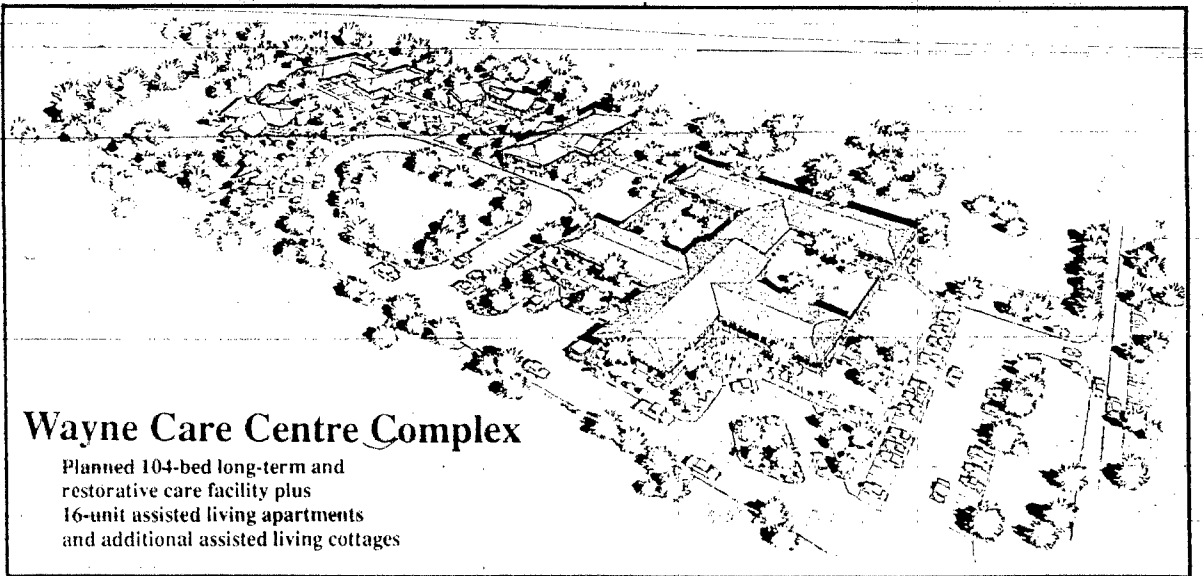 Wayne Care Centre Complex
Planned 104-bed long-term and
restorative care facility plus
16-unit assisted living apartments
and additional assisted living cottages